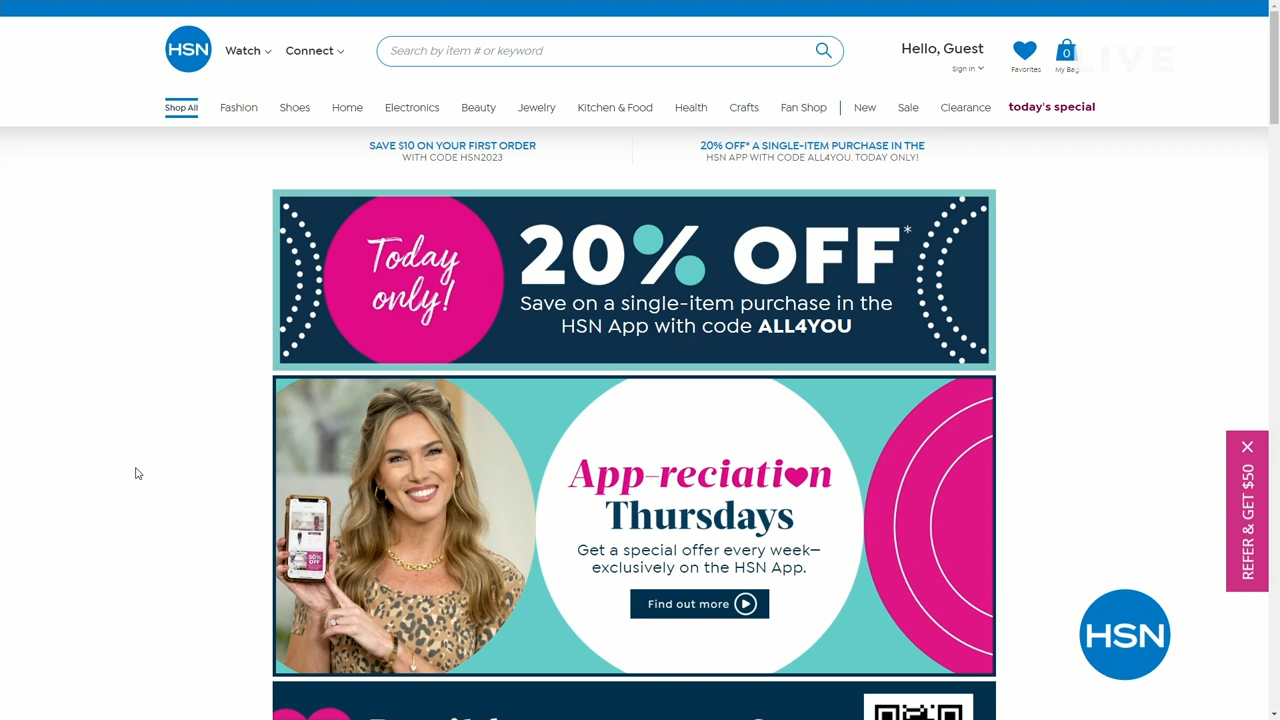 HSN
Watch
Connect
Search by item # or keyword
Hello, Guest
Sign In
Favorites
0
My Bag
LIVE
Shop All
Fashion
Shoes
Home
Electronics
Beauty
Jewelry
Kitchen & Food
Health
Crafts
Fan Shop
New
Sale
Clearance
today's special
SAVE $10 ON YOUR FIRST ORDER
WITH CODE HSN2023
20% OFF* A SINGLE-ITEM PURCHASE IN THE
HSN APP WITH CODE ALL4YOU. TODAY ONLY!
Today
only!
20% OFF*
Save on a single-item purchase in the
HSN App with code ALL4YOU
App-reciation
Thursdays
Get a special offer every week–
exclusively on the HSN App.
Find out more
50%
OFF
REFER & GET $50
HSN